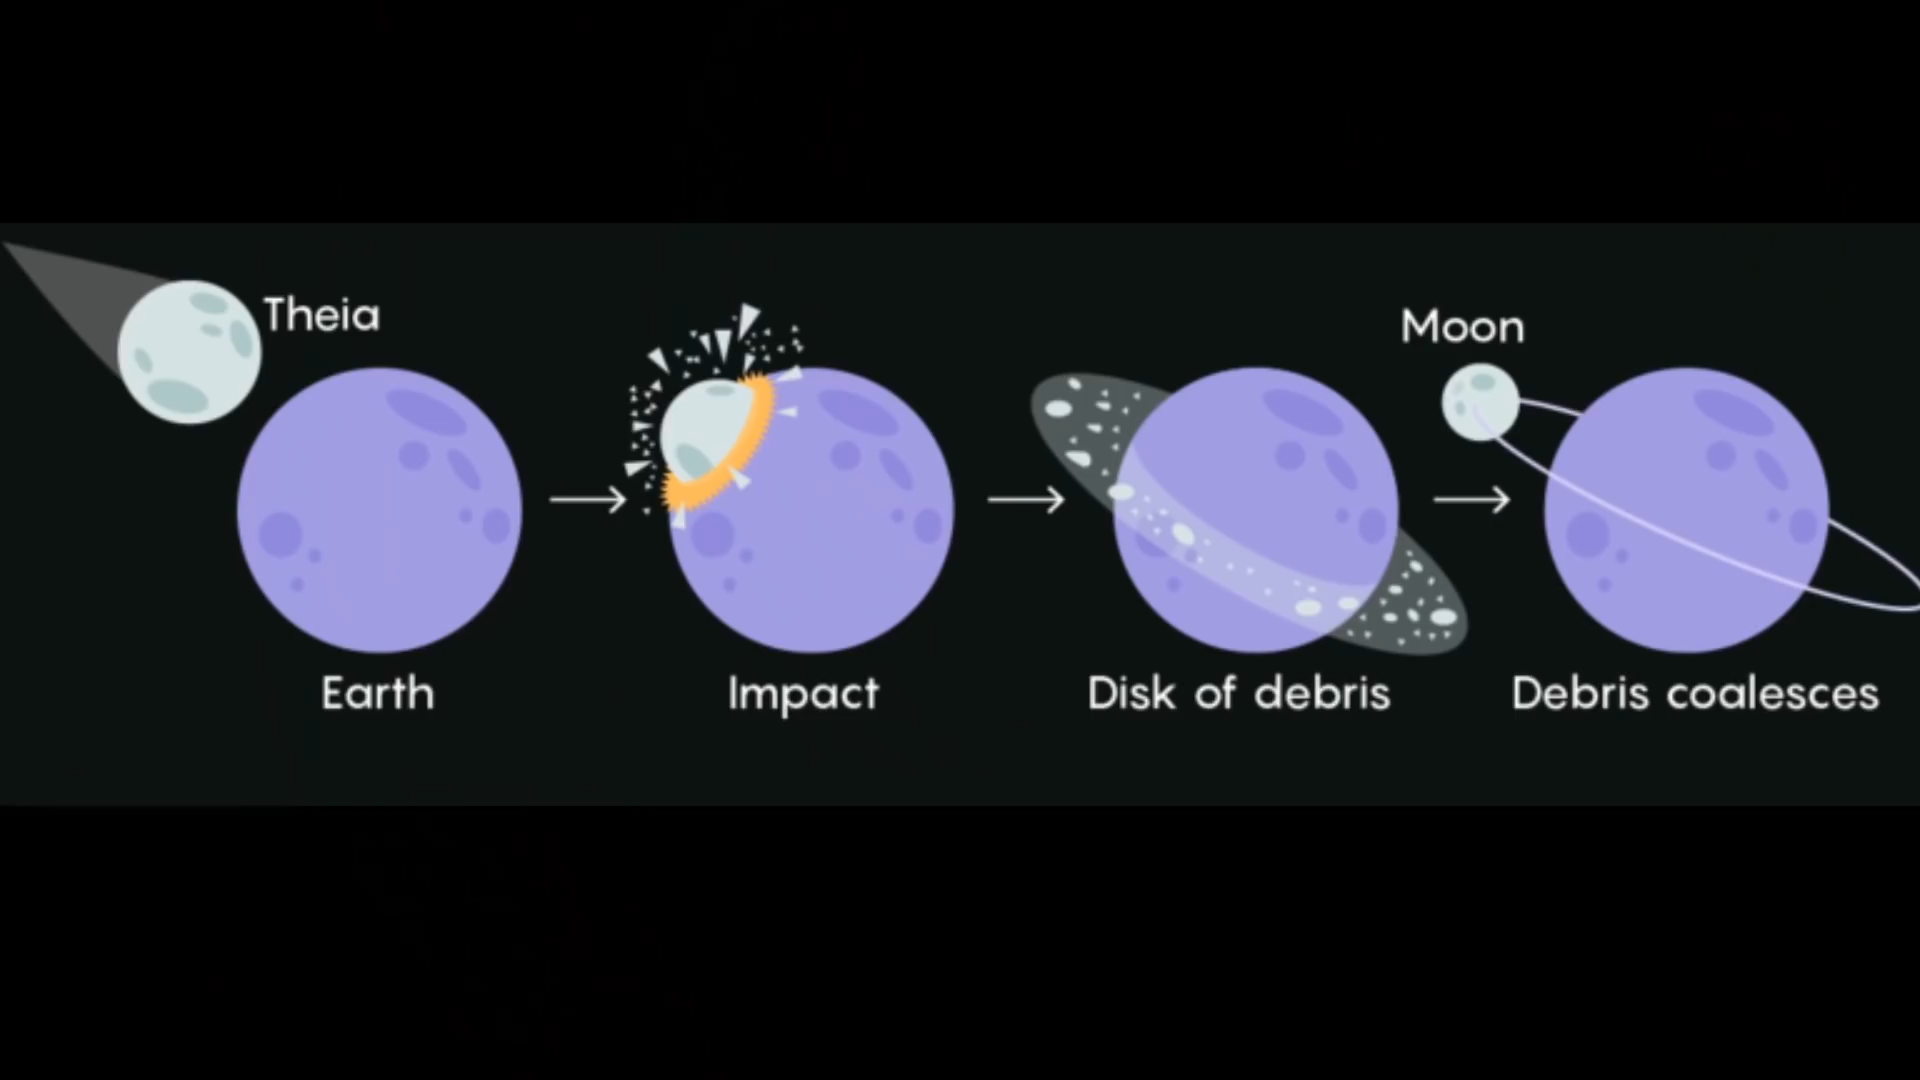 Theia
Earth
Impact
Disk of debris
Moon
Debris coalesces